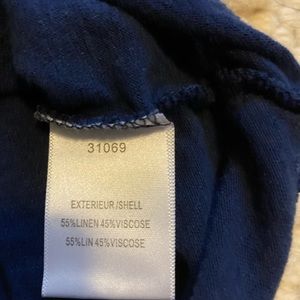 31069
EXTERIEUR/SHELL
55%LINEN 45%VISCOSE
55%LIN 45%VISCOSE